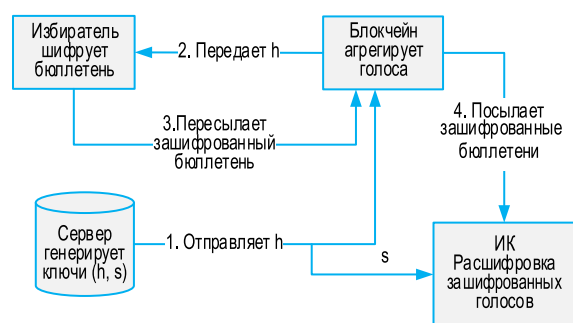 Избиратель
шифрует
бюллетень
2. Передает h
Блокчейн
агрегирует
голоса
3.Пересылает
зашифрованный
бюллетень
4. Посылает
зашифрованные
бюллетени
Сервер
генерирует
ключи (h, s)
1. Отправляет h
s
ИК
Расшифровка
зашифрованных
голосов